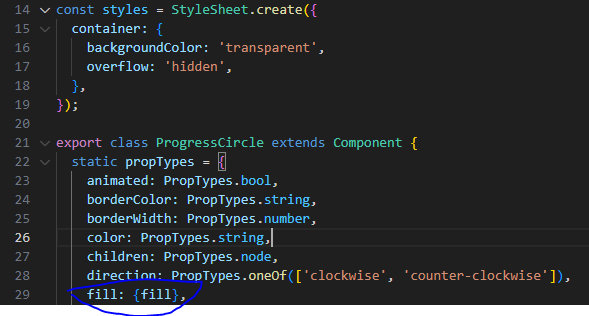 14 const styles = StyleSheet.create({
15 container: {
16 backgroundColor: 'transparent',
17 overflow: 'hidden',
18 },
19 });
20
21 export class ProgressCircle extends Component {
22 static propTypes = {
23 animated: PropTypes.bool,
24 borderColor: PropTypes.string,
25 borderWidth: PropTypes.number,
26 color: PropTypes.string,
27 children: PropTypes.node,
28 direction: PropTypes.oneOf(['clockwise', 'counter-clockwise']),
29 fill: {fill},